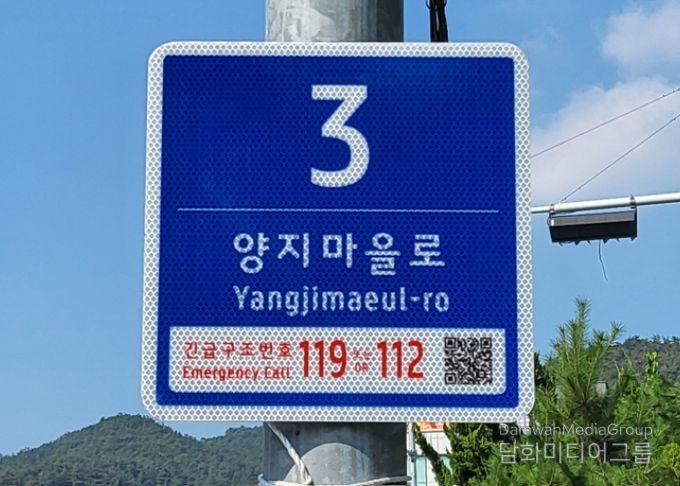 3
양지마을로
Yangjimaeul-ro
긴급구조번호 119 또는 112
Emergency Call OR
DarawahMediaGroup
담화미디어그룹